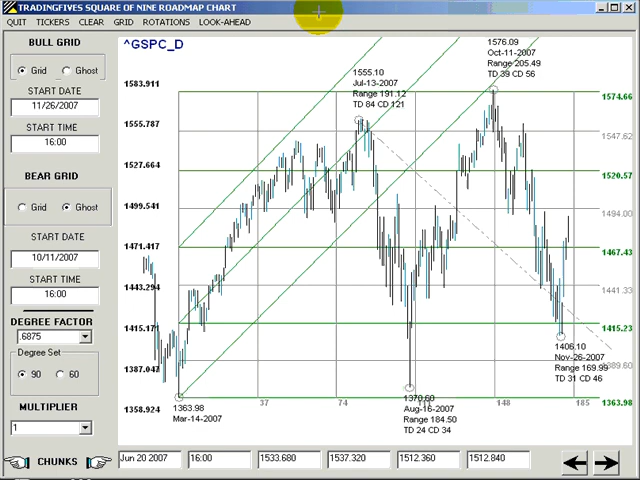 TRADINGFIVES SQUARE OF NINE ROADMAP CHART
QUIT TICKERS CLEAR GRID ROTATIONS LOOK-AHEAD
BULL GRID
Grid Ghost
START DATE
11/26/2007
START TIME
16:00
BEAR GRID
Grid Ghost
START DATE
10/11/2007
START TIME
16:00
DEGREE FACTOR
.6875
Degree Set
90 60
MULTIPLIER
1
CHUNKS
^GSPC_D
1583.911
1555.787
1527.664
1499.541
1471.417
1443.294
1415.171
1387.047
1358.924
1555.10
Jul-13-2007
Range 191.12
TD 84 CD 121
1576.09
Oct-11-2007
Range 205.49
TD 39 CD 56
1363.98
Mar-14-2007
1370.60
Aug-16-2007
Range 184.50
TD 24 CD 34
1406.10
Nov-26-2007
Range 169.99
TD 31 CD 46
37 74 111 148 185
1574.66
1547.62
1520.57
1494.00
1467.43
1441.33
1415.23
1389.60
1363.98
Jun 20 2007 16:00 1533.680 1537.320 1512.360 1512.840